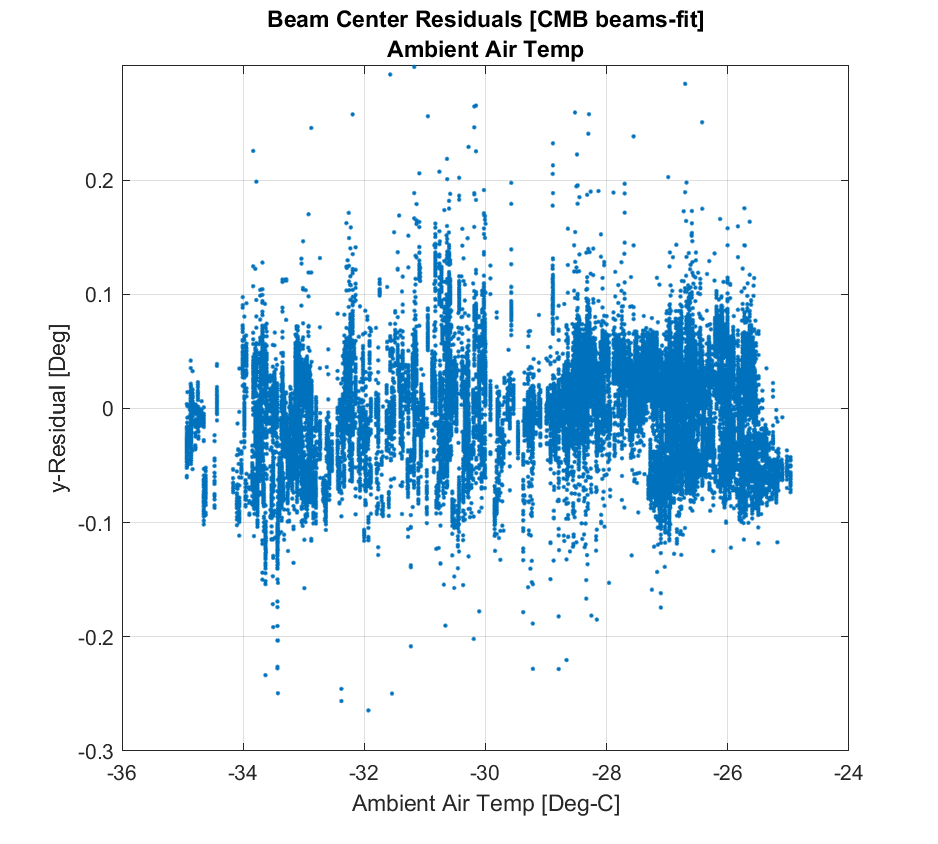 Beam Center Residuals [CMB beams-fit]
Ambient Air Temp
0.2
0.1
0
-0.1
-0.2
-0.3
y-Residual [Deg]
-36 -34 -32 -30 -28 -26 -24
Ambient Air Temp [Deg-C]